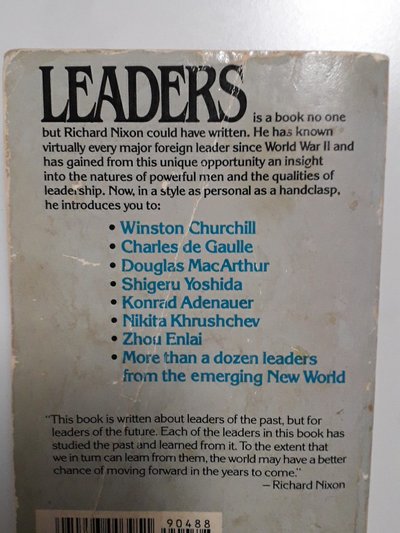 LEADERS is a book no one
but Richard Nixon could have written. He has known
virtually every major foreign leader since World War II and
has gained from this unique opportunity an insight
into the natures of powerful men and the qualities of
leadership. Now, in a style as personal as a handclasp,
he introduces you to:
• Winston Churchill
• Charles de Gaulle
• Douglas MacArthur
• Shigeru Yoshida
• Konrad Adenauer
• Nikita Khrushchev
• Zhou Enlai
• More than a dozen leaders
from the emerging New World
"This book is written about leaders of the past, but for
leaders of the future. Each of the leaders in this book has
studied the past and learned from it. To the extent that
we in turn can learn from them, the world may have a better
chance of moving forward in the years to come."
— Richard Nixon
90488